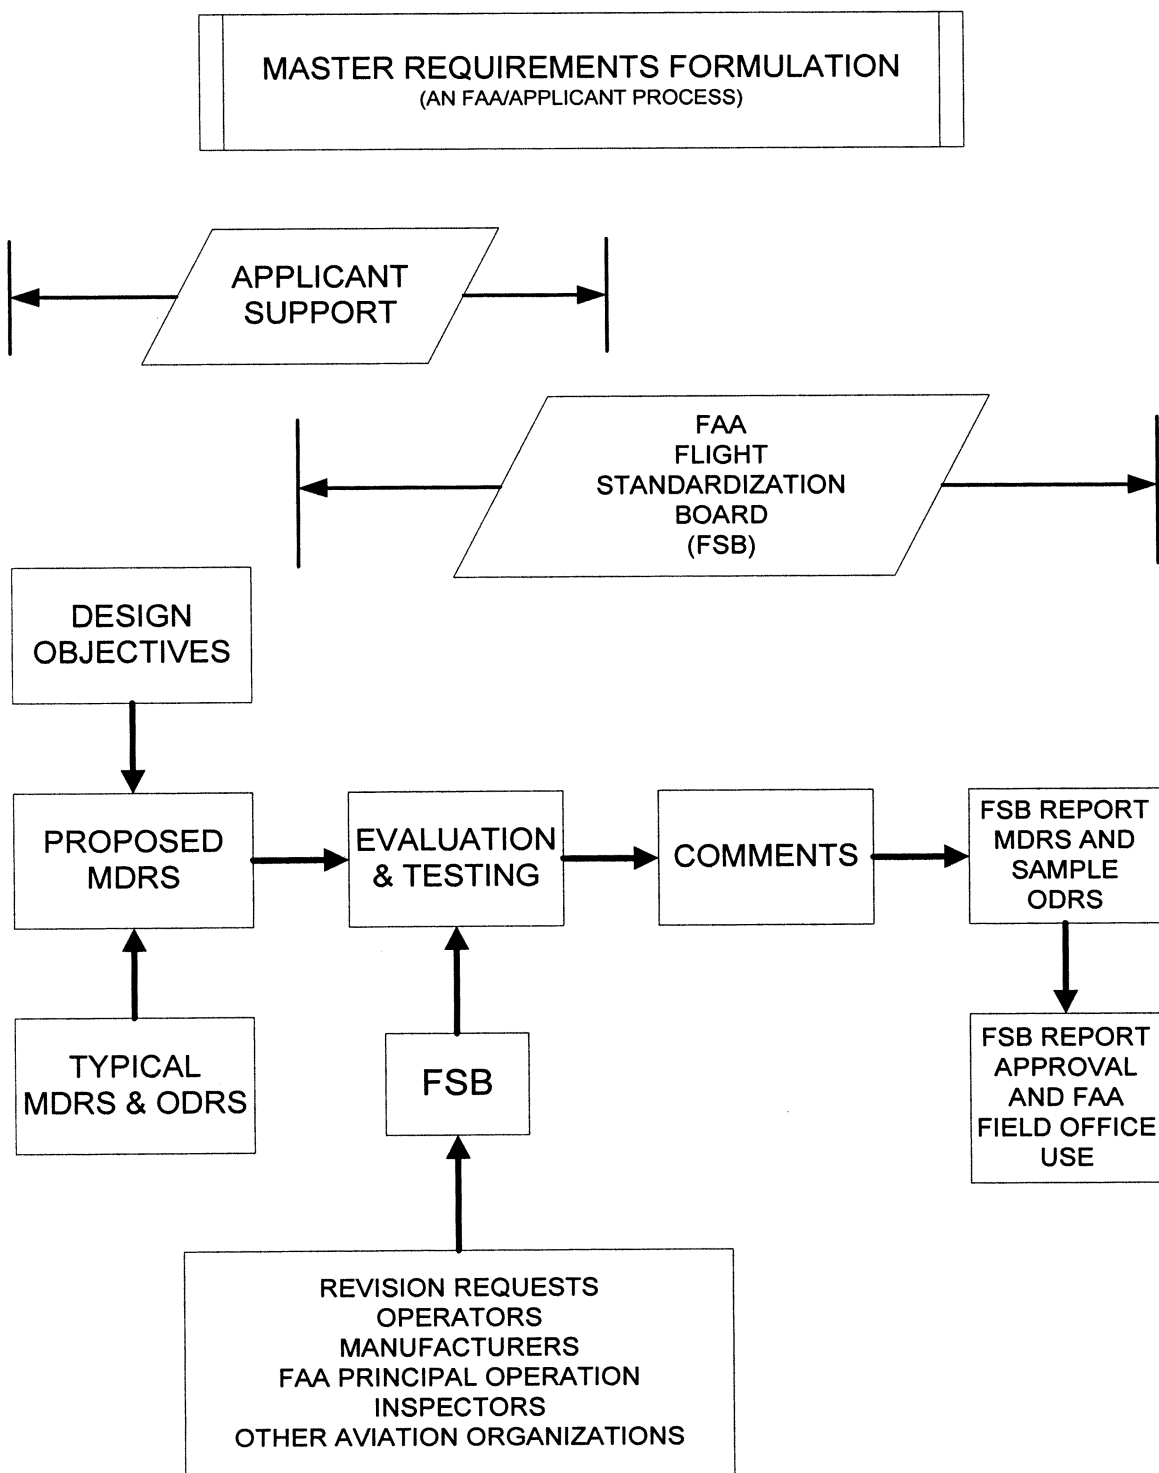 MASTER REQUIREMENTS FORMULATION
(AN FAA/APPLICANT PROCESS)
APPLICANT
SUPPORT
FAA
FLIGHT
STANDARDIZATION
BOARD
(FSB)
DESIGN
OBJECTIVES
PROPOSED
MDRS
EVALUATION
& TESTING
COMMENTS
FSB REPORT
MDRS AND
SAMPLE
ODRS
TYPICAL
MDRS & ODRS
FSB
FSB REPORT
APPROVAL
AND FAA
FIELD OFFICE
USE
REVISION REQUESTS
OPERATORS
MANUFACTURERS
FAA PRINCIPAL OPERATION
INSPECTORS
OTHER AVIATION ORGANIZATIONS